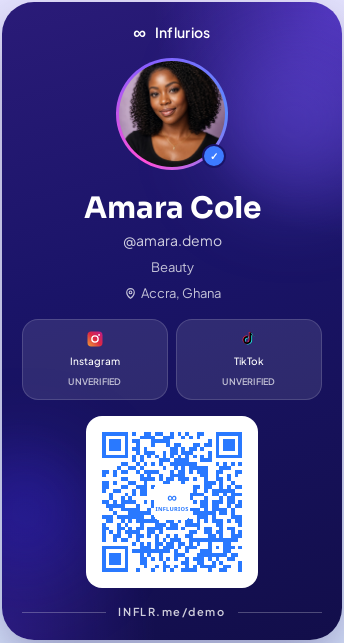 ∞ Influrios
Amara Cole
@amara.demo
Beauty
Accra, Ghana
Instagram
UNVERIFIED
TikTok
UNVERIFIED
∞
INFLURIOS
INFLR.me/demo